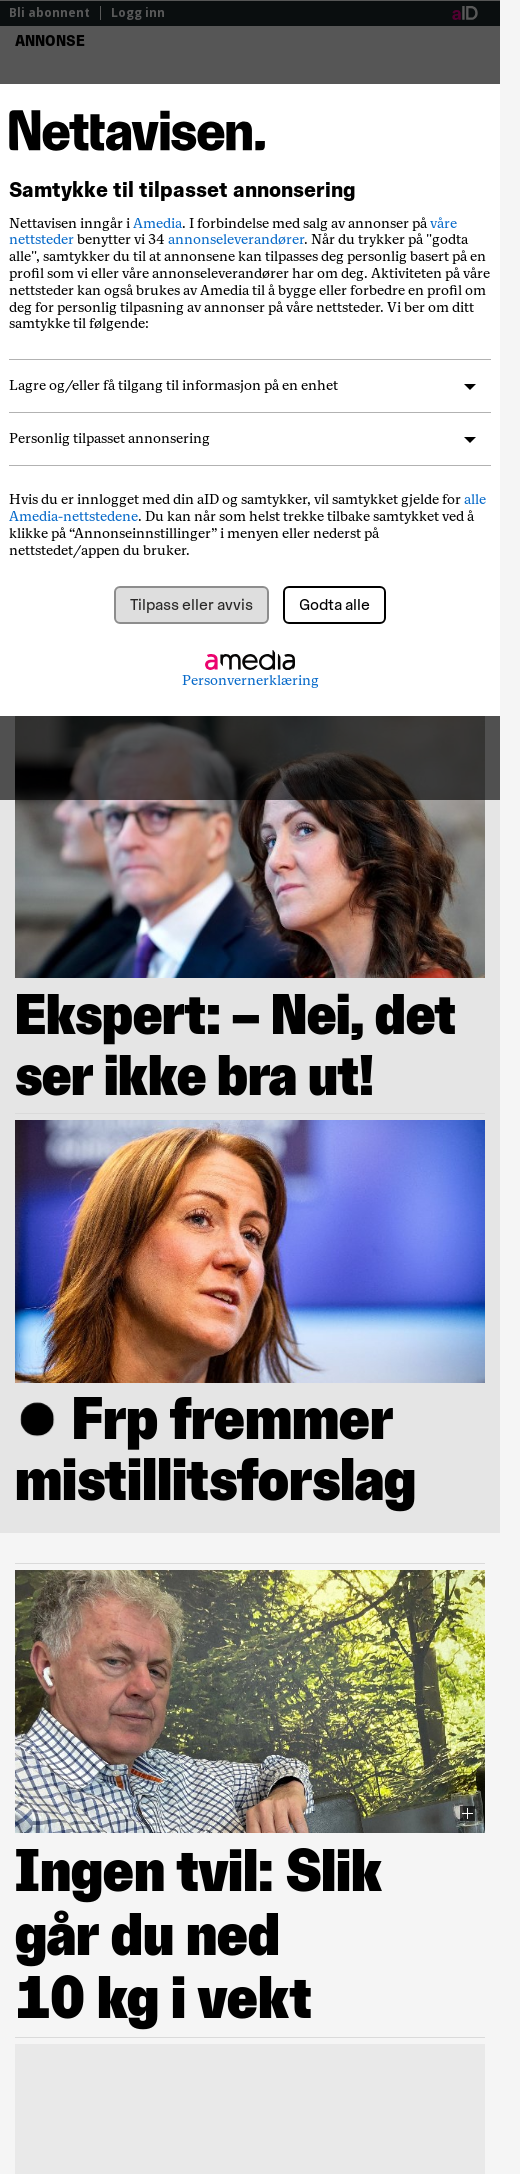 Bli abonnent | Logg inn aID
ANNONSE
Nettavisen.
Samtykke til tilpasset annonsering
Nettavisen inngår i Amedia. I forbindelse med salg av annonser på våre
nettsteder benytter vi 34 annonseleverandører. Når du trykker på "godta
alle", samtykker du til at annonsene kan tilpasses deg personlig basert på en
profil som vi eller våre annonseleverandører har om deg. Aktiviteten på våre
nettsteder kan også brukes av Amedia til å bygge eller forbedre en profil om
deg for personlig tilpasning av annonser på våre nettsteder. Vi ber om ditt
samtykke til følgende:
Lagre og/eller få tilgang til informasjon på en enhet
Personlig tilpasset annonsering
Hvis du er innlogget med din aID og samtykker, vil samtykket gjelde for alle
Amedia-nettstedene. Du kan når som helst trekke tilbake samtykket ved å
klikke på “Annonseinnstillinger” i menyen eller nederst på
nettstedet/appen du bruker.
Tilpass eller avvis Godta alle
amedia
Personvernerklæring
Ekspert: – Nei, det
ser ikke bra ut!
● Frp fremmer
mistillitsforslag
Ingen tvil: Slik
går du ned
10 kg i vekt